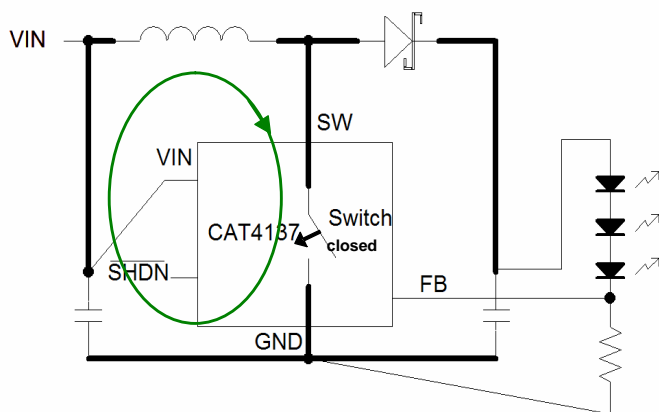 VIN
SW
VIN
Switch
CAT4137
closed
SHDN
FB
GND